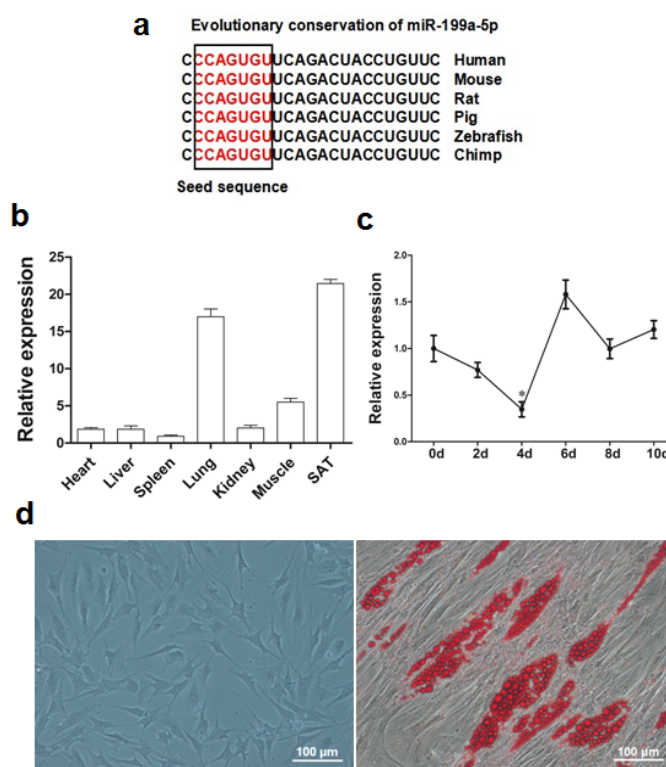 a
Evolutionary conservation of miR-199a-5p
CCCAGUGUUCAGACUACCUGUUC Human
CCCAGUGUUCAGACUACCUGUUC Mouse
CCCAGUGUUCAGACUACCUGUUC Rat
CCCAGUGUUCAGACUACCUGUUC Pig
CCCAGUGUUCAGACUACCUGUUC Zebrafish
CCCAGUGUUCAGACUACCUGUUC Chimp
Seed sequence
b
Relative expression
25
20
15
10
5
0
Heart
Liver
Spleen
Lung
Kidney
Muscle
SAT
c
Relative expression
2.0
1.5
1.0
0.5
0.0
*
0d 2d 4d 6d 8d 10d
d
100 µm
100 µm